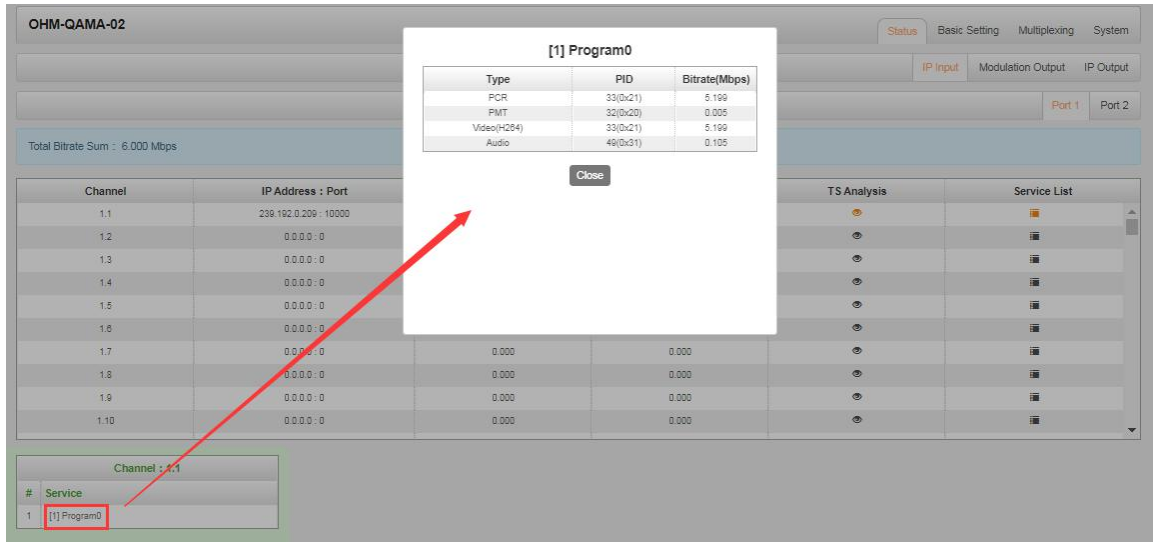 OHM-QAMA-02
Status Basic Setting Multiplexing System
IP Input Modulation Output IP Output
Port 1 Port 2
Total Bitrate Sum : 6.000 Mbps
[1] Program0
Type PID Bitrate(Mbps)
PCR 33(0x21) 5.199
PMT 32(0x20) 0.005
Video(H264) 33(0x21) 5.199
Audio 49(0x31) 0.105
Close
Channel IP Address : Port TS Analysis Service List
1.1 239.192.0.209 : 10000
1.2 0.0.0.0 : 0
1.3 0.0.0.0 : 0
1.4 0.0.0.0 : 0
1.5 0.0.0.0 : 0
1.6 0.0.0.0 : 0
1.7 0.0.0.0 : 0 0.000 0.000
1.8 0.0.0.0 : 0 0.000 0.000
1.9 0.0.0.0 : 0 0.000 0.000
1.10 0.0.0.0 : 0 0.000 0.000
Channel : 1.1
# Service
1 [1] Program0